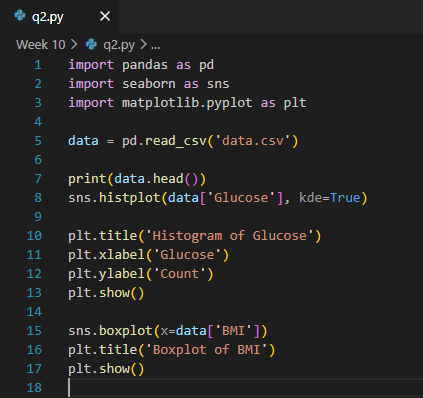 q2.py ×
Week 10 > q2.py > ...
1 import pandas as pd
2 import seaborn as sns
3 import matplotlib.pyplot as plt
4
5 data = pd.read_csv('data.csv')
6
7 print(data.head())
8 sns.histplot(data['Glucose'], kde=True)
9
10 plt.title('Histogram of Glucose')
11 plt.xlabel('Glucose')
12 plt.ylabel('Count')
13 plt.show()
14
15 sns.boxplot(x=data['BMI'])
16 plt.title('Boxplot of BMI')
17 plt.show()
18